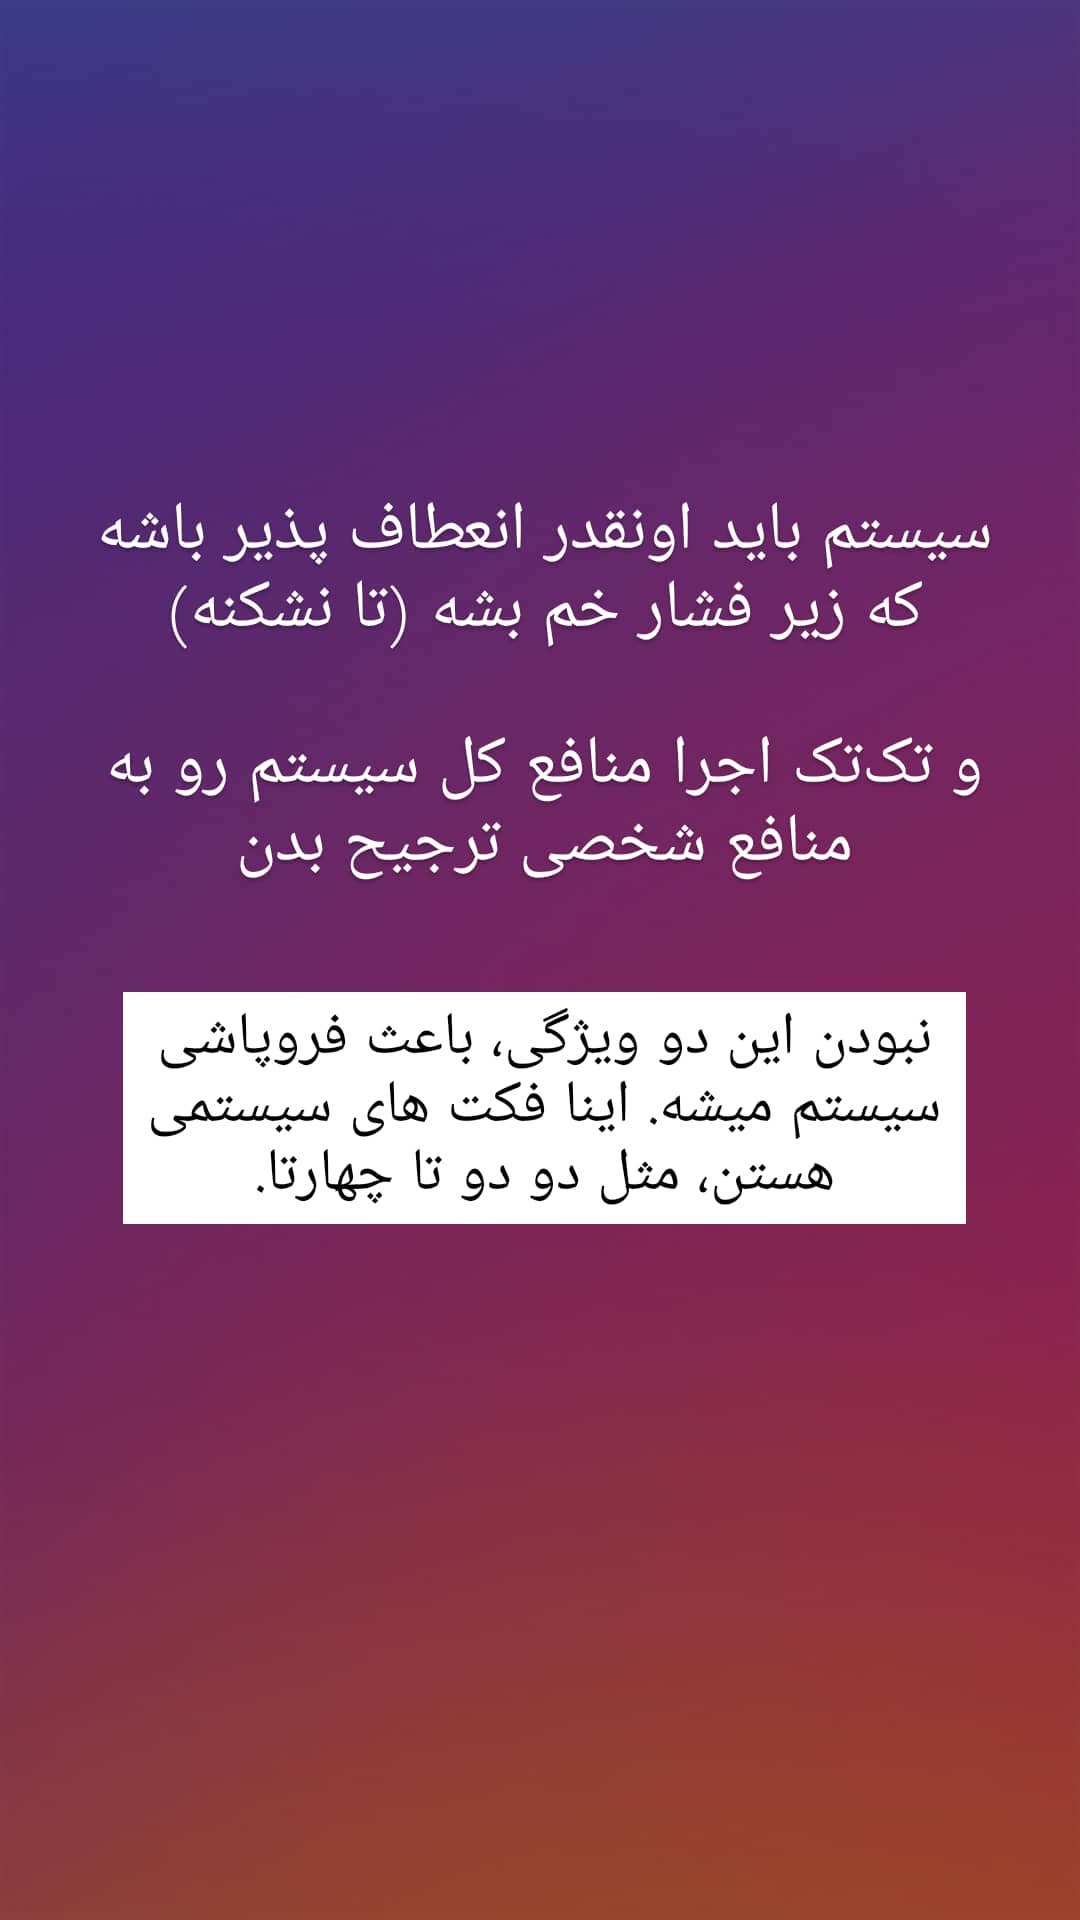 سیستم باید اونقدر انعطاف پذیر باشه
که زیر فشار خم بشه (تا نشکنه)
و تک‌تک اجرا منافع کل سیستم رو به
منافع شخصی ترجیح بدن
نبودن این دو ویژگی، باعث فروپاشی
سیستم میشه. اینا فکت های سیستمی
هستن، مثل دو دو تا چهارتا.